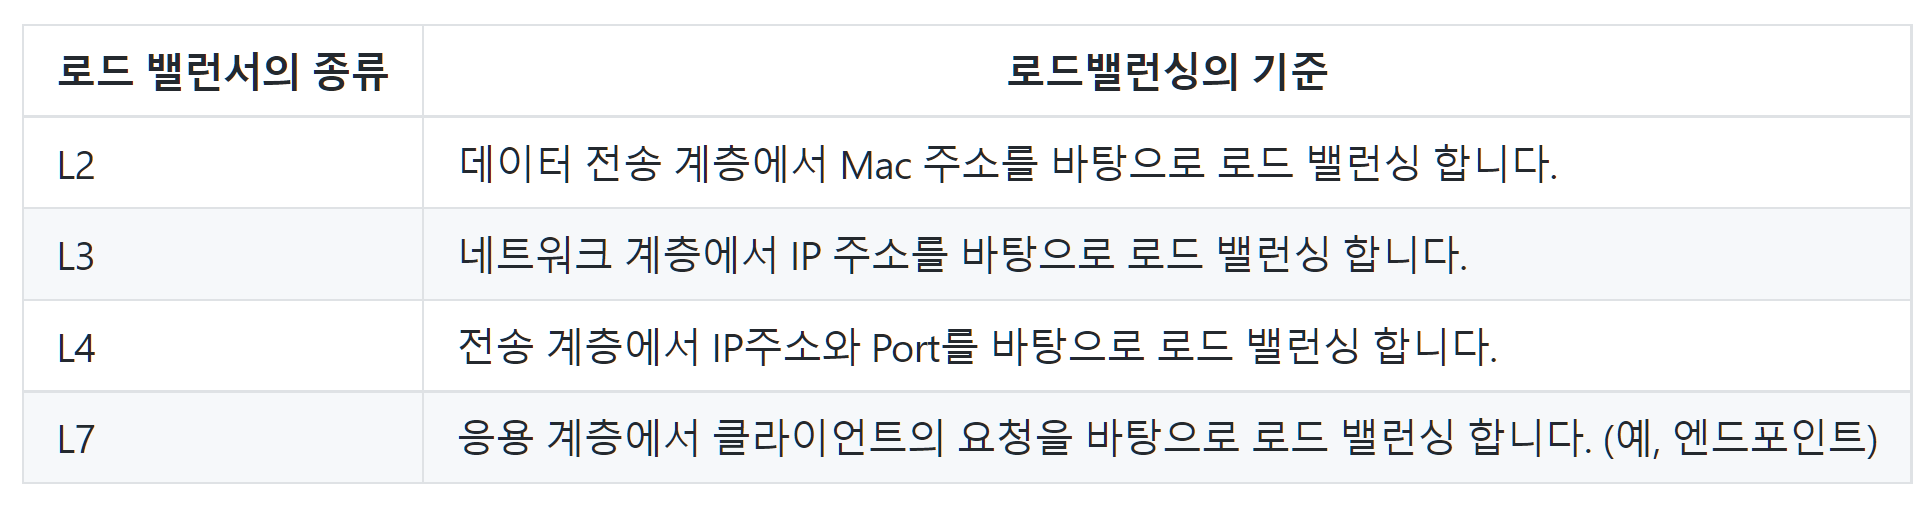 로드 밸런서의 종류 로드밸런싱의 기준
L2 데이터 전송 계층에서 Mac 주소를 바탕으로 로드 밸런싱 합니다.
L3 네트워크 계층에서 IP 주소를 바탕으로 로드 밸런싱 합니다.
L4 전송 계층에서 IP주소와 Port를 바탕으로 로드 밸런싱 합니다.
L7 응용 계층에서 클라이언트의 요청을 바탕으로 로드 밸런싱 합니다. (예, 엔드포인트)